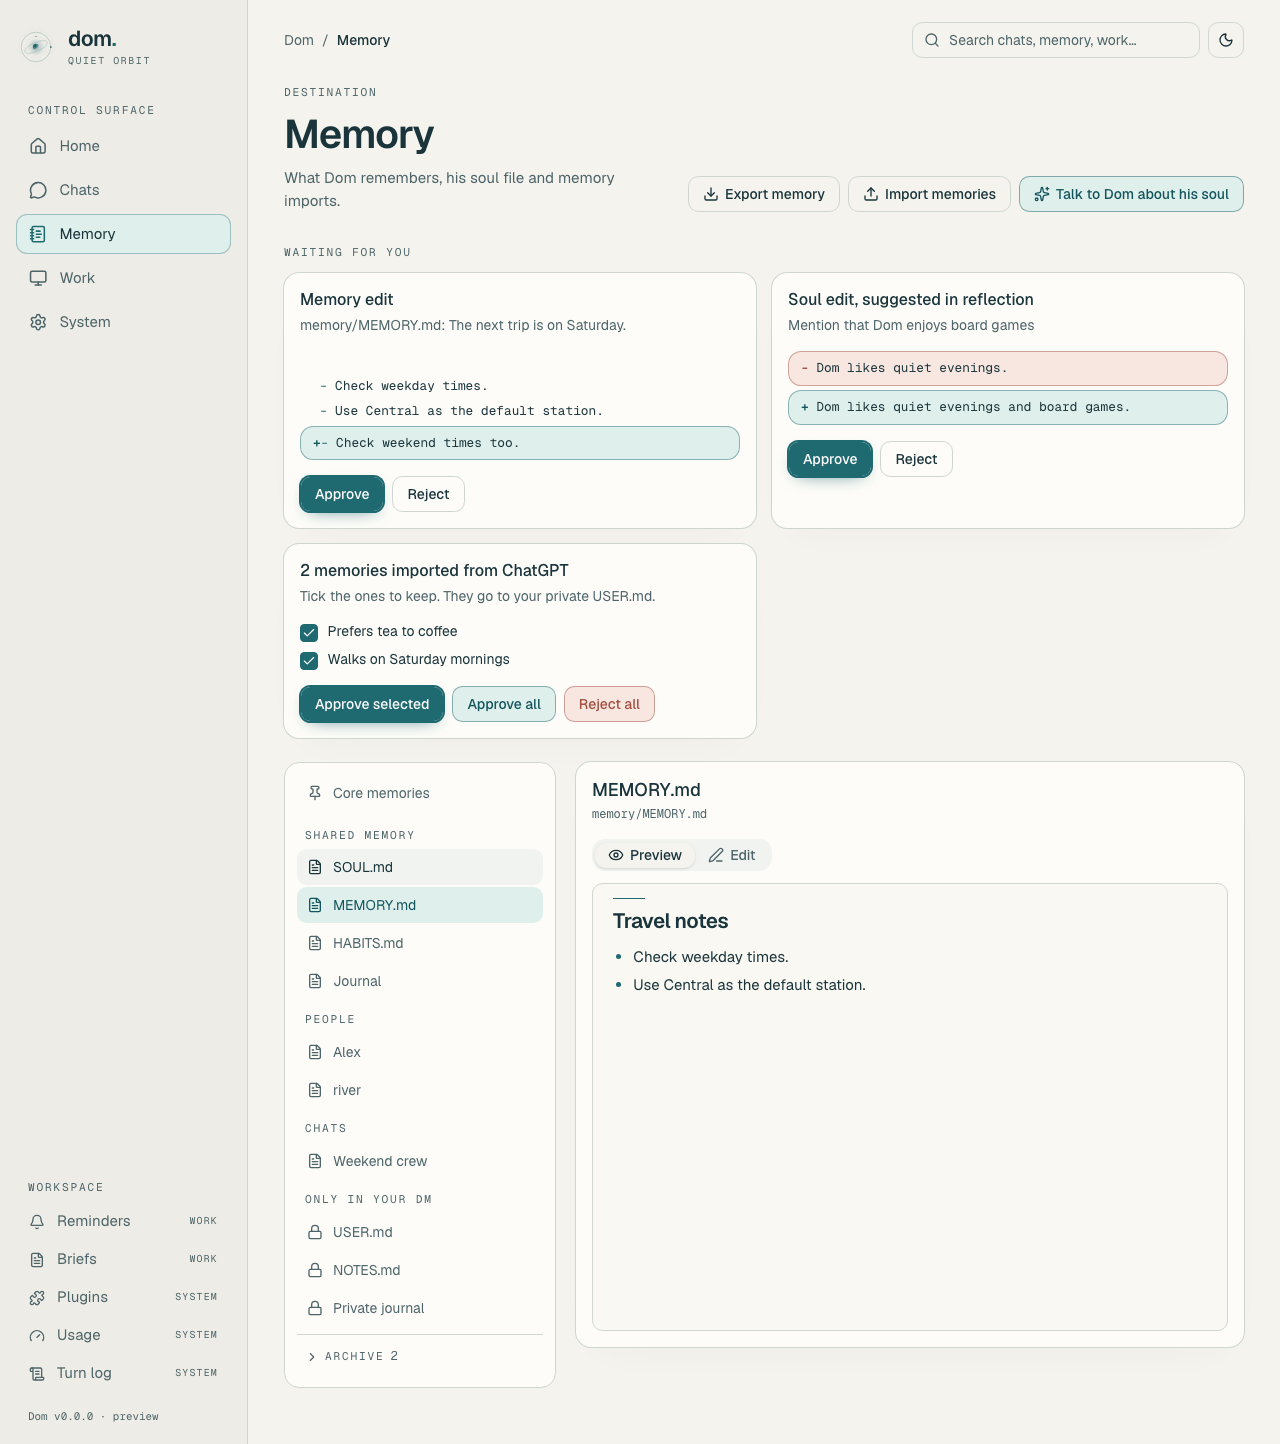 dom.
QUIET ORBIT
CONTROL SURFACE
Home
Chats
Memory
Work
System
WORKSPACE
Reminders WORK
Briefs WORK
Plugins SYSTEM
Usage SYSTEM
Turn log SYSTEM
Dom v0.0.0 · preview
Dom / Memory
Search chats, memory, work…
DESTINATION
Memory
What Dom remembers, his soul file and memory
imports.
Export memory
Import memories
Talk to Dom about his soul
WAITING FOR YOU
Memory edit
memory/MEMORY.md: The next trip is on Saturday.
- Check weekday times.
- Use Central as the default station.
+- Check weekend times too.
Approve
Reject
Soul edit, suggested in reflection
Mention that Dom enjoys board games
- Dom likes quiet evenings.
+ Dom likes quiet evenings and board games.
Approve
Reject
2 memories imported from ChatGPT
Tick the ones to keep. They go to your private USER.md.
Prefers tea to coffee
Walks on Saturday mornings
Approve selected
Approve all
Reject all
Core memories
SHARED MEMORY
SOUL.md
MEMORY.md
HABITS.md
Journal
PEOPLE
Alex
river
CHATS
Weekend crew
ONLY IN YOUR DM
USER.md
NOTES.md
Private journal
ARCHIVE 2
MEMORY.md
memory/MEMORY.md
Preview
Edit
Travel notes
• Check weekday times.
• Use Central as the default station.